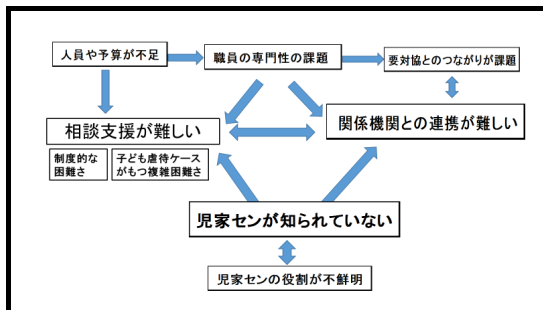 人員や予算が不足
職員の専門性の課題
要対協とのつながりが課題
相談支援が難しい
関係機関との連携が難しい
制度的な
困難さ
子ども虐待ケース
がもつ複雑困難さ
児家センが知られていない
児家センの役割が不鮮明